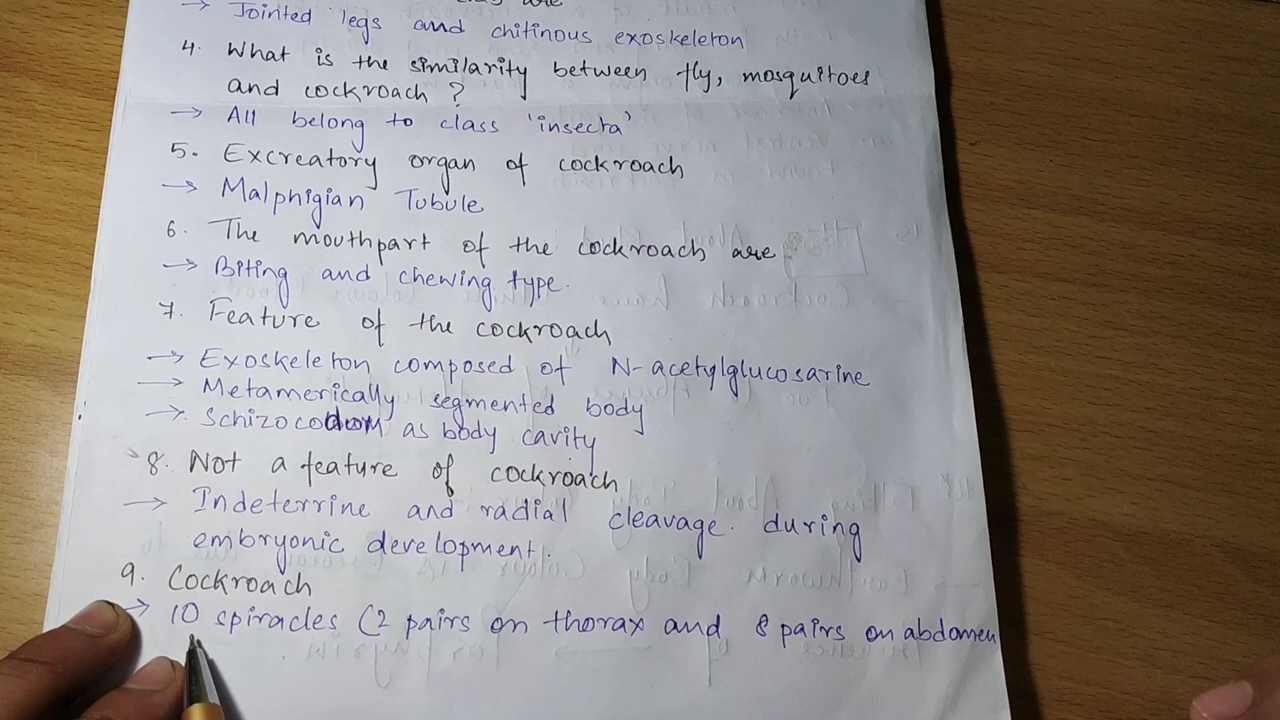 are
→ Jointed legs and chitinous exoskeleton
4. What is the similarity between fly, mosquitoes
and cockroach ?
→ All belong to class 'insecta'
5. Excreatory organ of cockroach
→ Malphigian Tubule
6. The mouthpart of the cockroach are
→ Biting and chewing type.
7. Feature of the cockroach
→ Exoskeleton composed of N-acetylglucosarine
→ Metamerically segmented body
→ as body cavity
8. Not a feature of cockroach
→ Indeterrine and radial cleavage. during
embryonic development.
9. Cockroach
→ 10 spiracles (2 pairs on thorax and 8 pairs on abdomen